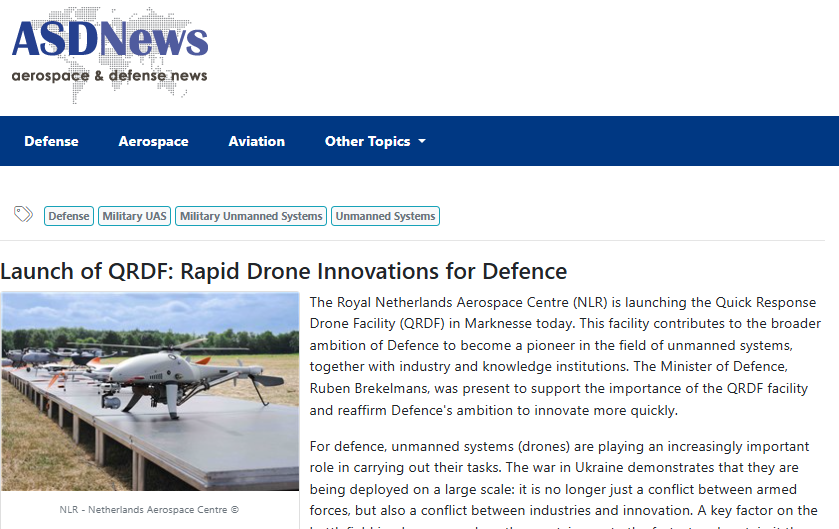 ASDNews
aerospace & defense news
Defense
Aerospace
Aviation
Other Topics
Defense
Military UAS
Military Unmanned Systems
Unmanned Systems
Launch of QRDF: Rapid Drone Innovations for Defence
The Royal Netherlands Aerospace Centre (NLR) is launching the Quick Response
Drone Facility (QRDF) in Marknesse today. This facility contributes to the broader
ambition of Defence to become a pioneer in the field of unmanned systems,
together with industry and knowledge institutions. The Minister of Defence,
Ruben Brekelmans, was present to support the importance of the QRDF facility
and reaffirm Defence's ambition to innovate more quickly.
For defence, unmanned systems (drones) are playing an increasingly important
role in carrying out their tasks. The war in Ukraine demonstrates that they are
being deployed on a large scale: it is no longer just a conflict between armed
forces, but also a conflict between industries and innovation. A key factor on the
NLR - Netherlands Aerospace Centre ©